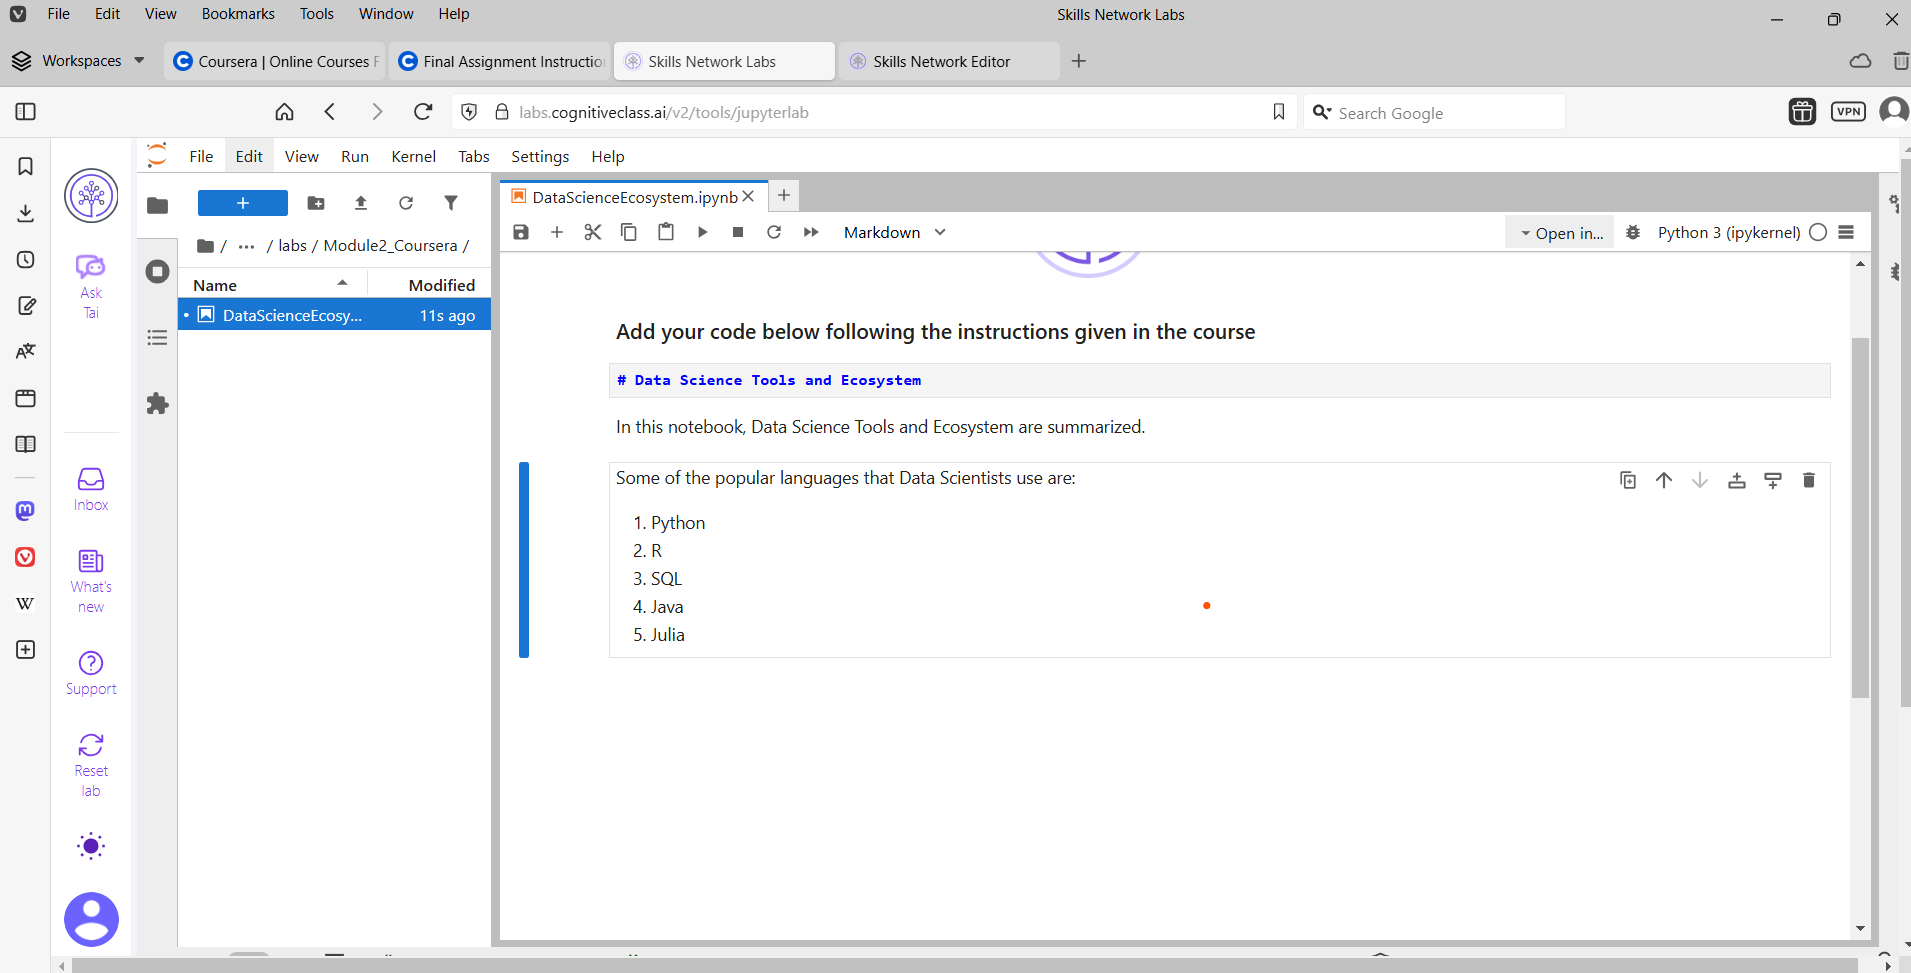 File Edit View Bookmarks Tools Window Help
Skills Network Labs
Workspaces
Coursera | Online Courses F
Final Assignment Instructio
Skills Network Labs
Skills Network Editor
labs.cognitiveclass.ai/v2/tools/jupyterlab
Search Google
VPN
File Edit View Run Kernel Tabs Settings Help
DataScienceEcosystem.ipynb
Markdown
Open in...
Python 3 (ipykernel)
/ ··· / labs / Module2_Coursera /
Name Modified
DataScienceEcosy... 11s ago
Ask
Tai
Inbox
What's
new
W
Support
Reset
lab
Add your code below following the instructions given in the course
# Data Science Tools and Ecosystem
In this notebook, Data Science Tools and Ecosystem are summarized.
Some of the popular languages that Data Scientists use are:
1. Python
2. R
3. SQL
4. Java
5. Julia